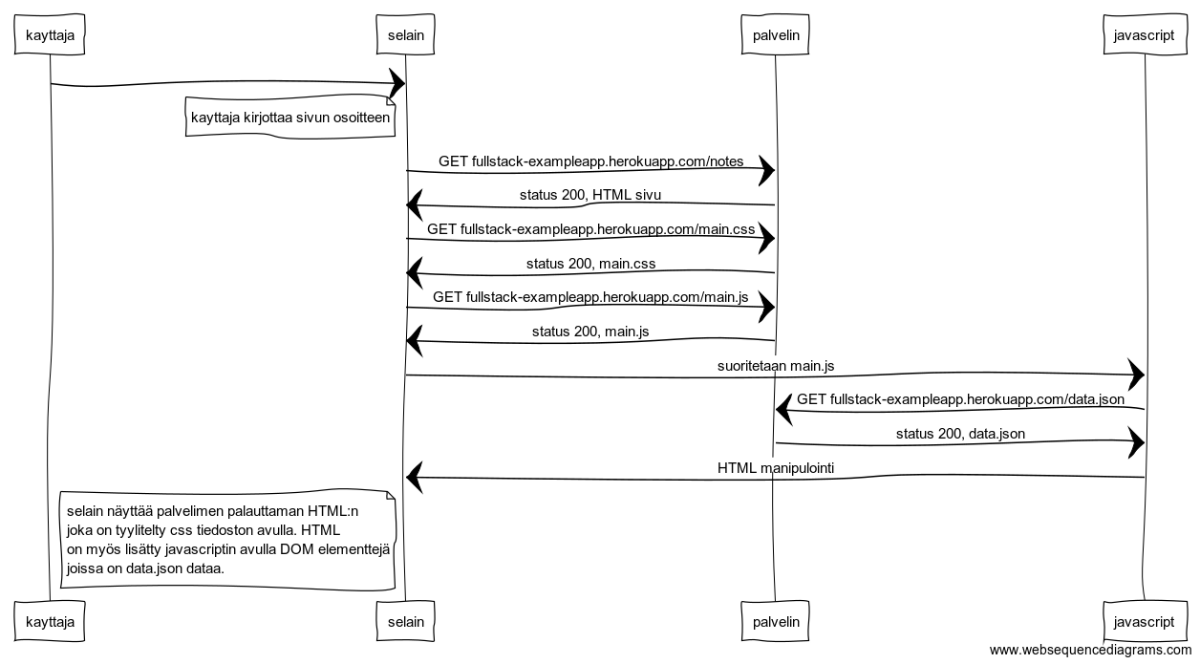 kayttaja
selain
palvelin
javascript
kayttaja kirjottaa sivun osoitteen
GET fullstack-exampleapp.herokuapp.com/notes
status 200, HTML sivu
GET fullstack-exampleapp.herokuapp.com/main.css
status 200, main.css
GET fullstack-exampleapp.herokuapp.com/main.js
status 200, main.js
suoritetaan main.js
GET fullstack-exampleapp.herokuapp.com/data.json
status 200, data.json
HTML manipulointi
selain näyttää palvelimen palauttaman HTML:n
joka on tyylitelty css tiedoston avulla. HTML
on myös lisätty javascriptin avulla DOM elementtejä
joissa on data.json dataa.
kayttaja
selain
palvelin
javascript
www.websequencediagrams.com